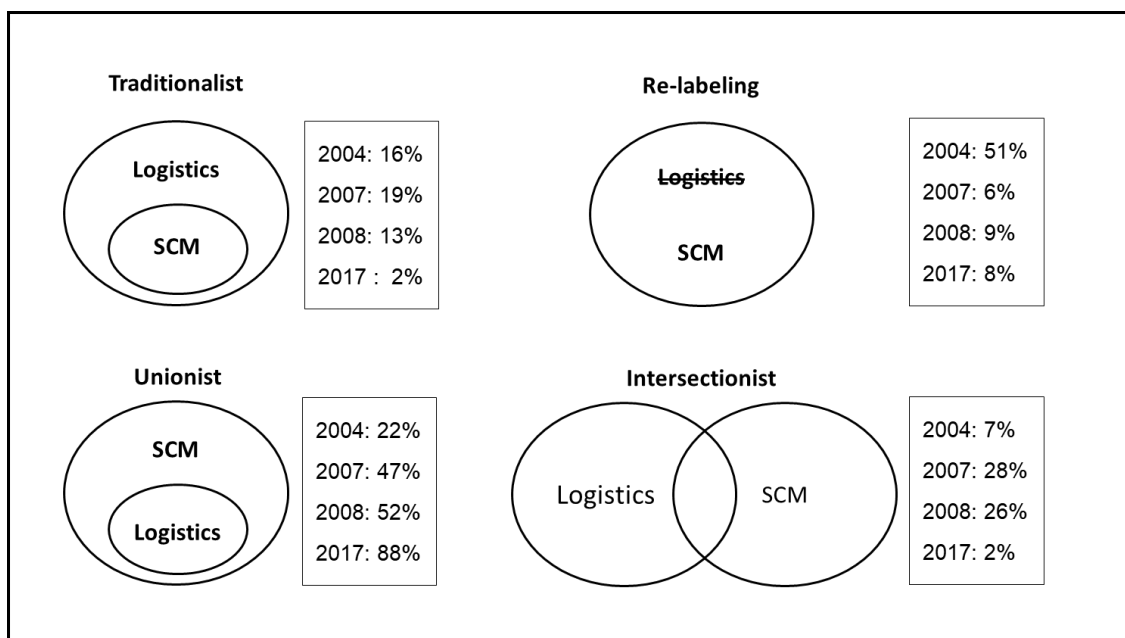 Traditionalist
Logistics
SCM
2004: 16%
2007: 19%
2008: 13%
2017 : 2%
Re-labeling
Logistics
SCM
2004: 51%
2007: 6%
2008: 9%
2017: 8%
Unionist
SCM
Logistics
2004: 22%
2007: 47%
2008: 52%
2017: 88%
Intersectionist
Logistics
SCM
2004: 7%
2007: 28%
2008: 26%
2017: 2%